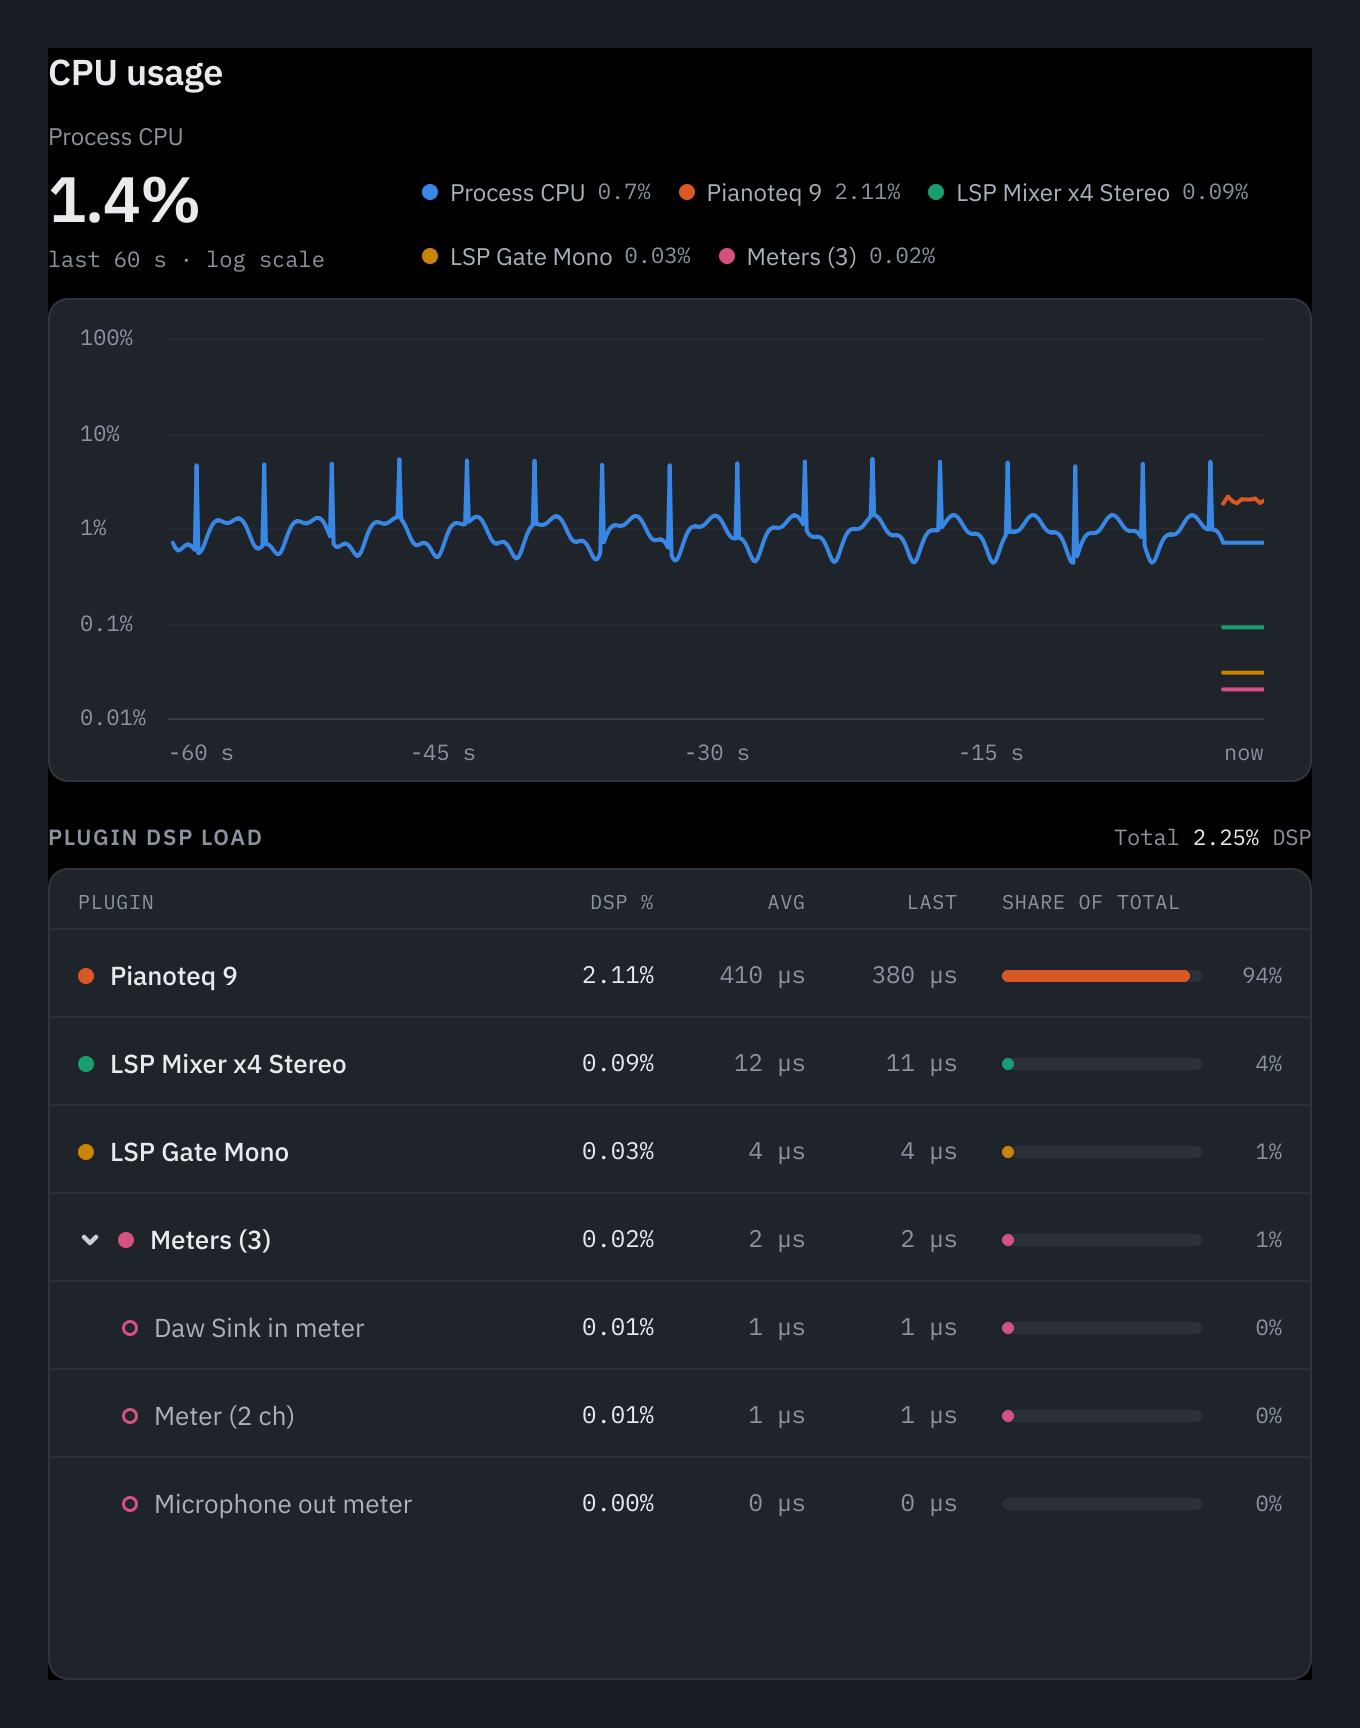 CPU usage
Process CPU
1.4%
last 60 s · log scale
Process CPU 0.7% Pianoteq 9 2.11% LSP Mixer x4 Stereo 0.09%
LSP Gate Mono 0.03% Meters (3) 0.02%
100%
10%
1%
0.1%
0.01%
-60 s -45 s -30 s -15 s now
PLUGIN DSP LOAD Total 2.25% DSP
PLUGIN DSP % AVG LAST SHARE OF TOTAL
Pianoteq 9 2.11% 410 µs 380 µs 94%
LSP Mixer x4 Stereo 0.09% 12 µs 11 µs 4%
LSP Gate Mono 0.03% 4 µs 4 µs 1%
Meters (3) 0.02% 2 µs 2 µs 1%
Daw Sink in meter 0.01% 1 µs 1 µs 0%
Meter (2 ch) 0.01% 1 µs 1 µs 0%
Microphone out meter 0.00% 0 µs 0 µs 0%